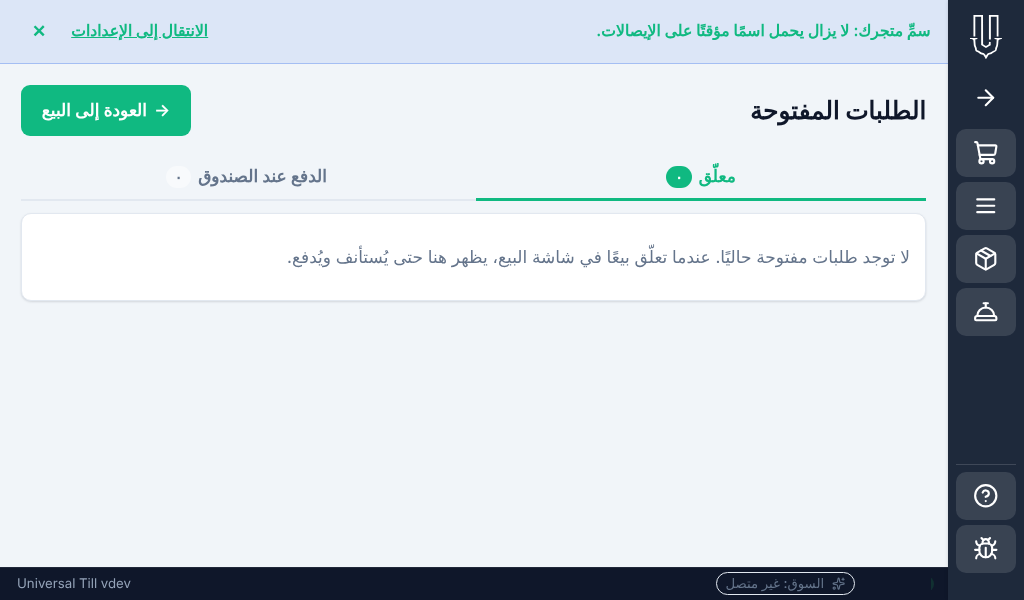 سمِّ متجرك: لا يزال يحمل اسمًا مؤقتًا على الإيصالات.
الانتقال إلى الإعدادات ✕
الطلبات المفتوحة
→ العودة إلى البيع
معلّق ٠
الدفع عند الصندوق ٠
لا توجد طلبات مفتوحة حاليًا. عندما تعلّق بيعًا في شاشة البيع، يظهر هنا حتى يُستأنف ويُدفع.
السوق: غير متصل
Universal Till vdev